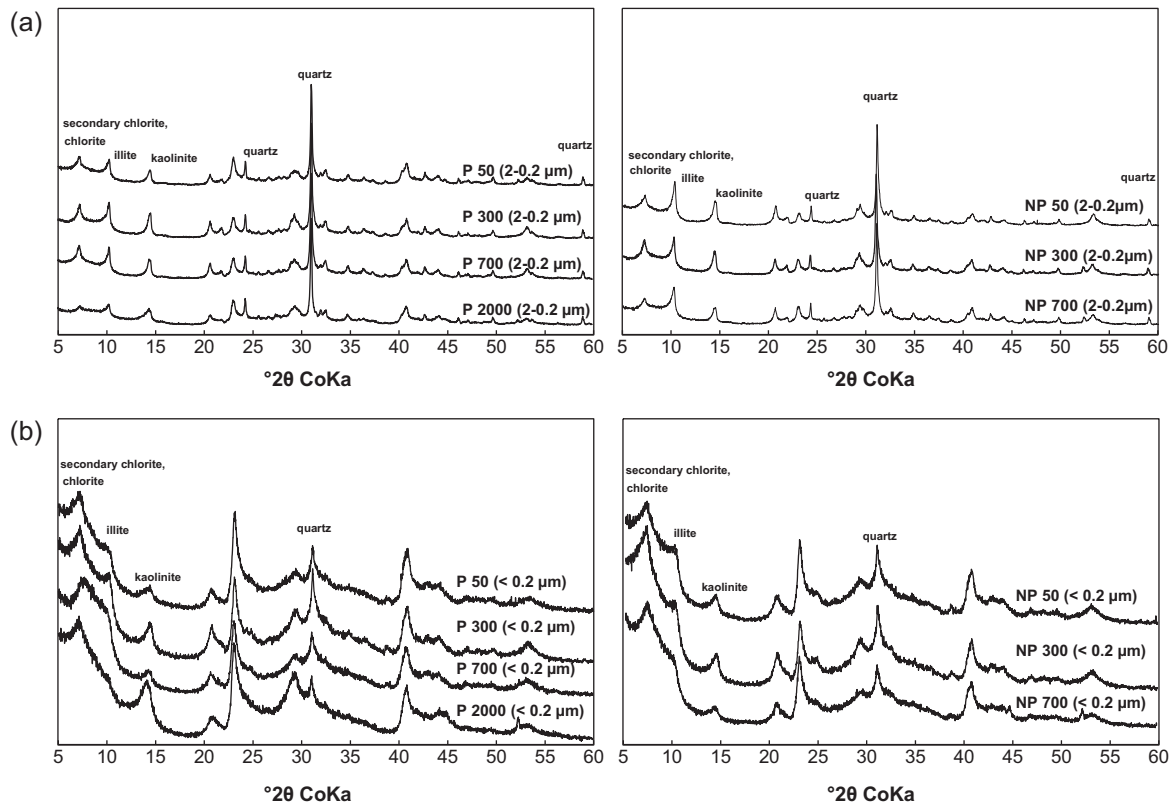 (a)
quartz
secondary chlorite,
chlorite
illite
kaolinite
quartz
quartz
P 50 (2-0.2 µm)
P 300 (2-0.2 µm)
P 700 (2-0.2 µm)
P 2000 (2-0.2 µm)
5 10 15 20 25 30 35 40 45 50 55 60
°2θ CoKa
quartz
secondary chlorite,
chlorite
illite
kaolinite
quartz
quartz
NP 50 (2-0.2µm)
NP 300 (2-0.2µm)
NP 700 (2-0.2µm)
5 10 15 20 25 30 35 40 45 50 55 60
°2θ CoKa
(b)
secondary chlorite,
chlorite
illite
kaolinite
quartz
P 50 (< 0.2 µm)
P 300 (< 0.2 µm)
P 700 (< 0.2 µm)
P 2000 (< 0.2 µm)
5 10 15 20 25 30 35 40 45 50 55 60
°2θ CoKa
secondary chlorite,
chlorite
illite
kaolinite
quartz
NP 50 (< 0.2 µm)
NP 300 (< 0.2 µm)
NP 700 (< 0.2 µm)
5 10 15 20 25 30 35 40 45 50 55 60
°2θ CoKa